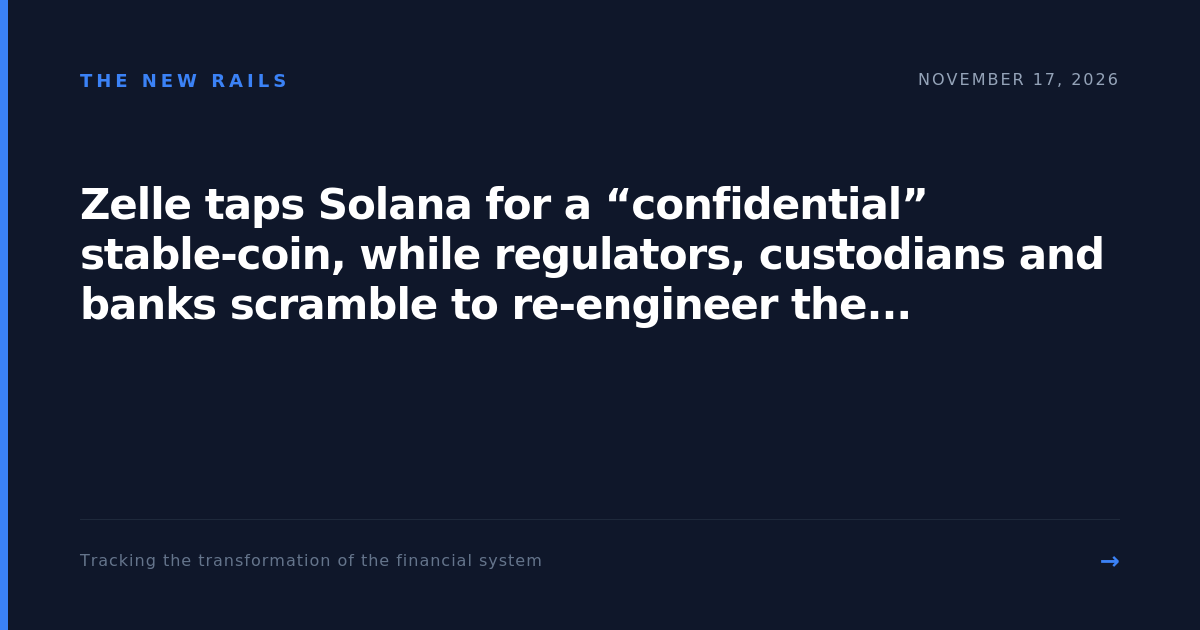 THE NEW RAILS
NOVEMBER 17, 2026
Zelle taps Solana for a “confidential”
stable-coin, while regulators, custodians and
banks scramble to re-engineer the...
Tracking the transformation of the financial system
→